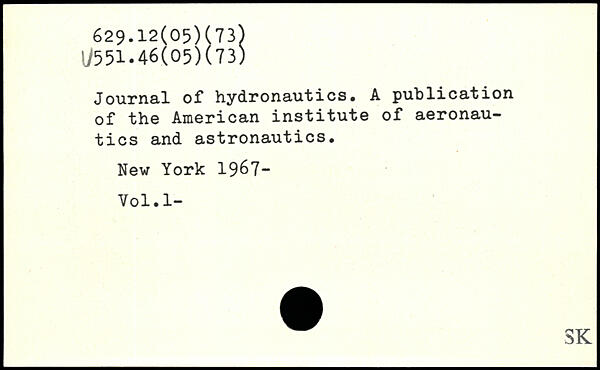 629.12(05)(73)
551.46(05)(73)
Journal of hydronautics. A publication
of the American institute of aeronau-
tics and astronautics.
New York 1967-
Vol.1-
SK